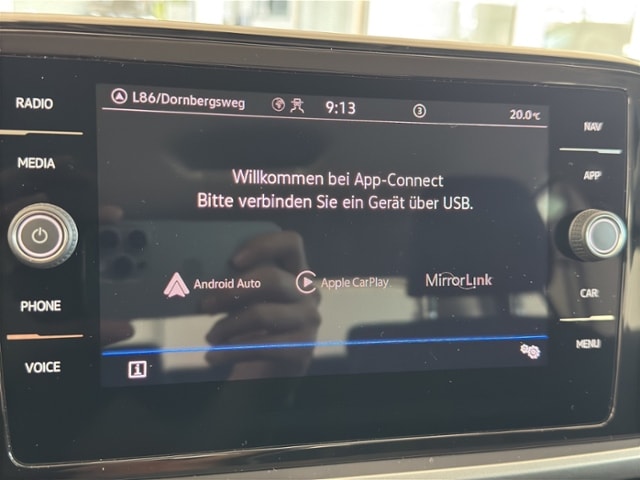 RADIO
MEDIA
PHONE
VOICE
L86/Dornbergsweg
9:13
3
20.0°C
Willkommen bei App-Connect
Bitte verbinden Sie ein Gerät über USB.
Android Auto
Apple CarPlay
MirrorLink
i
NAV
APP
CAR
MENU